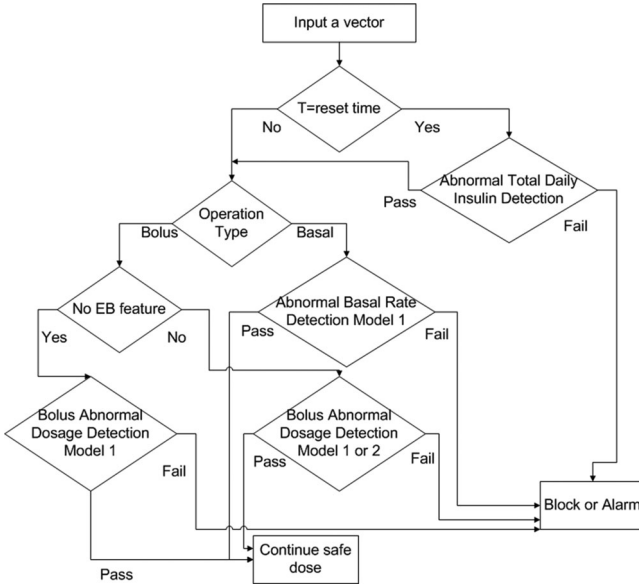 Input a vector
T=reset time
No
Yes
Abnormal Total Daily
Insulin Detection
Pass
Fail
Operation
Type
Bolus
Basal
No EB feature
Yes
No
Abnormal Basal Rate
Detection Model 1
Pass
Fail
Bolus Abnormal
Dosage Detection
Model 1
Fail
Pass
Bolus Abnormal
Dosage Detection
Model 1 or 2
Pass
Fail
Block or Alarm
Continue safe
dose